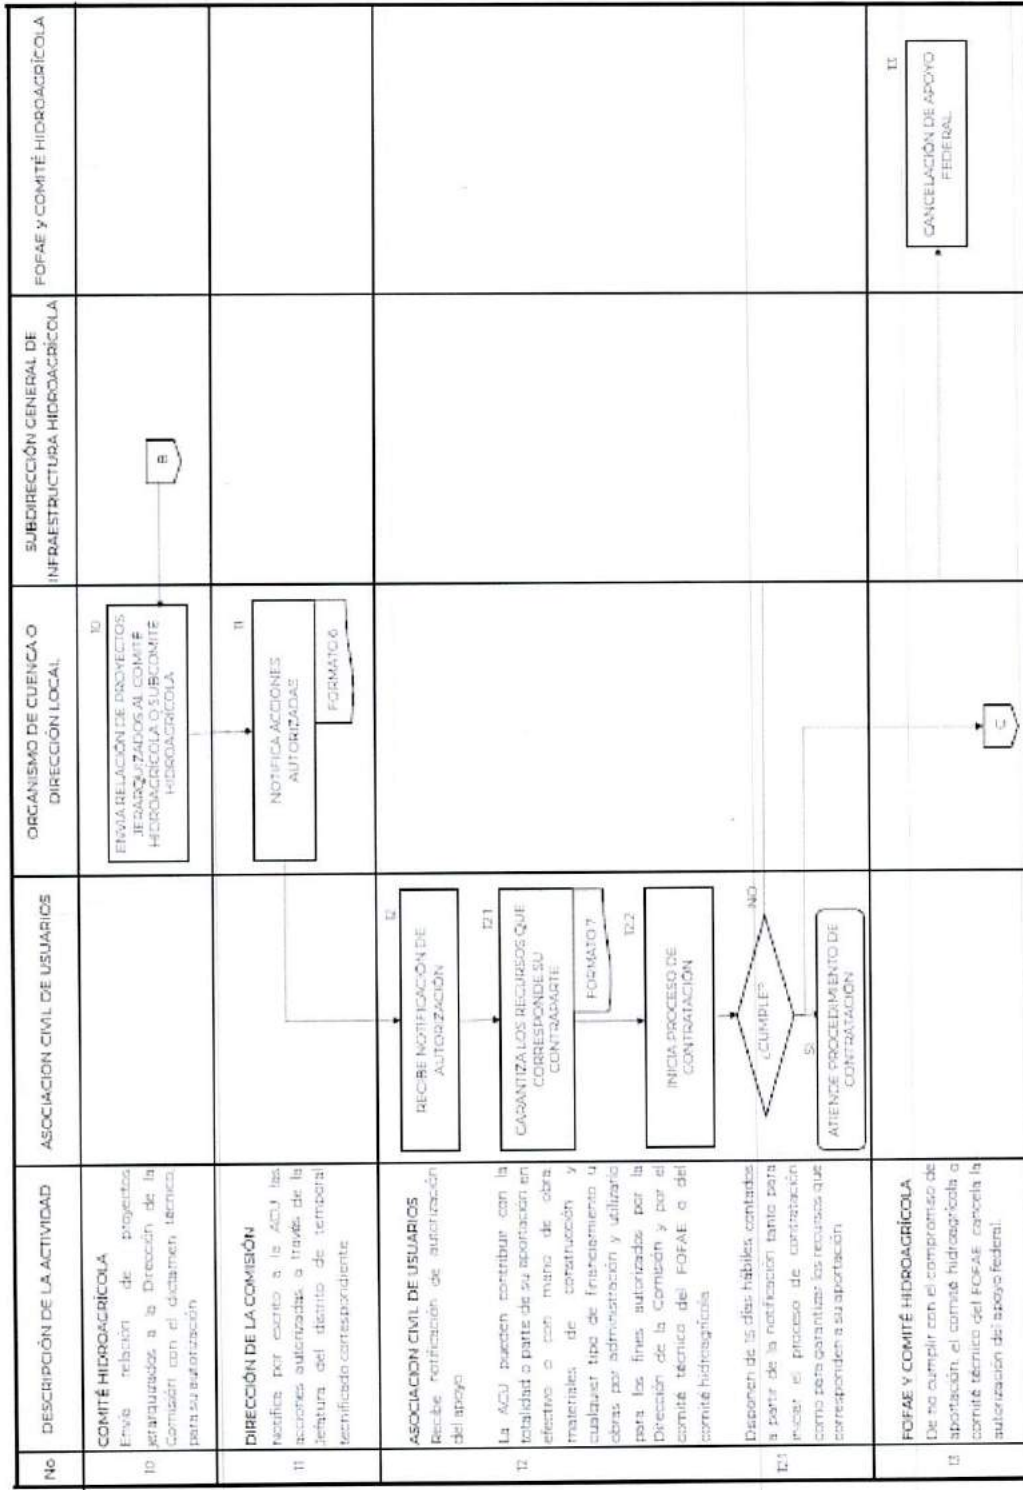 No
DESCRIPCIÓN DE LA ACTIVIDAD
ASOCIACION CIVIL DE USUARIOS
ORGANISMO DE CUENCA O
DIRECCIÓN LOCAL
SUBDIRECCIÓN GENERAL DE
INFRAESTRUCTURA HIDROAGRÍCOLA
FOFAE y COMITÉ HIDROAGRÍCOLA
10
COMITÉ HIDROAGRÍCOLA
Envía relación de proyectos
jerarquizados a la Dirección de la
Comisión con el dictamen técnico,
para su autorización
10
ENVIA RELACIÓN DE PROYECTOS
JERARQUIZADOS AL COMITÉ
HIDROAGRÍCOLA O SUBCOMITÉ
HIDROAGRÍCOLA
B
11
DIRECCIÓN DE LA COMISIÓN
Notifica por escrito a la ACU las
acciones autorizadas a través de la
Jefatura del distrito de temporal
tecnificado correspondiente
11
NOTIFICA ACCIONES
AUTORIZADAS
FORMATO 6
12
ASOCIACION CIVIL DE USUARIOS
Recibe notificación de autorización
del apoyo
La ACU pueden contribuir con la
totalidad o parte de su aportación en
efectivo o con mano de obra,
materiales de construcción y
cualquier tipo de financiamiento u
obras por administración y utilizarlo
para los fines autorizados por la
Dirección de la Comisión y por el
comité técnico del FOFAE o del
comité hidroagrícola
12
RECIBE NOTIFICACIÓN DE
AUTORIZACIÓN
12.1
GARANTIZA LOS RECURSOS QUE
CORRESPONDE SU
CONTRAPARTE
FORMATO 7
12.2
INICIA PROCESO DE
CONTRATACIÓN
12.1
Disponen de 15 días hábiles contados
a partir de la notificación tanto para
iniciar el proceso de contratación
como para garantizar los recursos que
corresponden a su aportación
¿CUMPLE?
NO
SI
ATIENDE PROCEDIMIENTO DE
CONTRATACIÓN
13
FOFAE Y COMITÉ HIDROAGRÍCOLA
De no cumplir con el compromiso de
aportación, el comité hidroagrícola o
comité técnico del FOFAE cancela la
autorización del apoyo federal.
C
13
CANCELACIÓN DE APOYO
FEDERAL